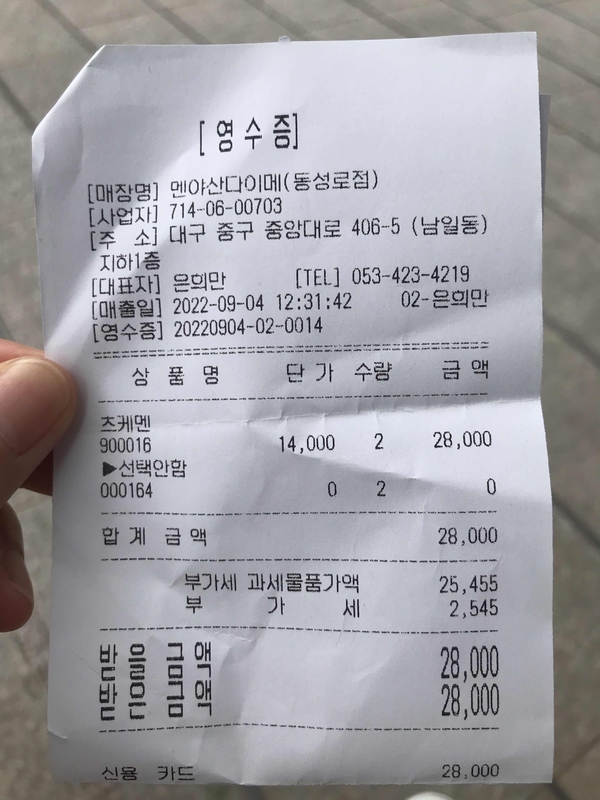 [영수증]
[매장명] 멘야산다이메(동성로점)
[사업자] 714-06-00703
[주 소] 대구 중구 중앙대로 406-5 (남일동)
지하1층
[대표자] 은희만 [TEL] 053-423-4219
[매출일] 2022-09-04 12:31:42 02-은희만
[영수증] 20220904-02-0014
상 품 명 단 가 수량 금 액
츠케멘
900016 14,000 2 28,000
▶선택안함
000164 0 2 0
합 계 금 액 28,000
부가세 과세물품가액 25,455
부 가 세 2,545
받 을 금 액 28,000
받 은 금 액 28,000
신용 카드 28,000